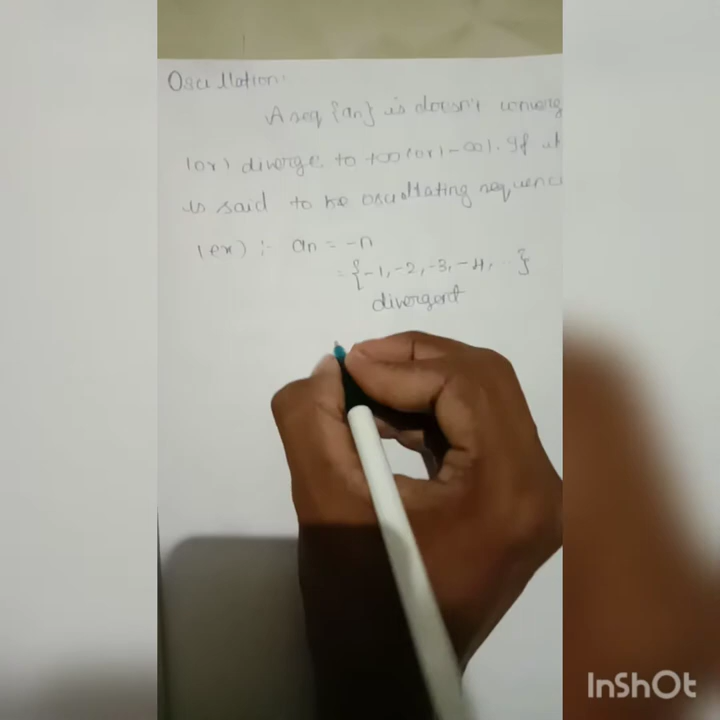 Oscillation:
A seq {an} is doesn't converg
(or) diverge to +∞ (or) -∞). If it
is said to be oscillating sequence
(ex) :- an = -n
= {-1, -2, -3, -4, ... }
divergent
InShOt